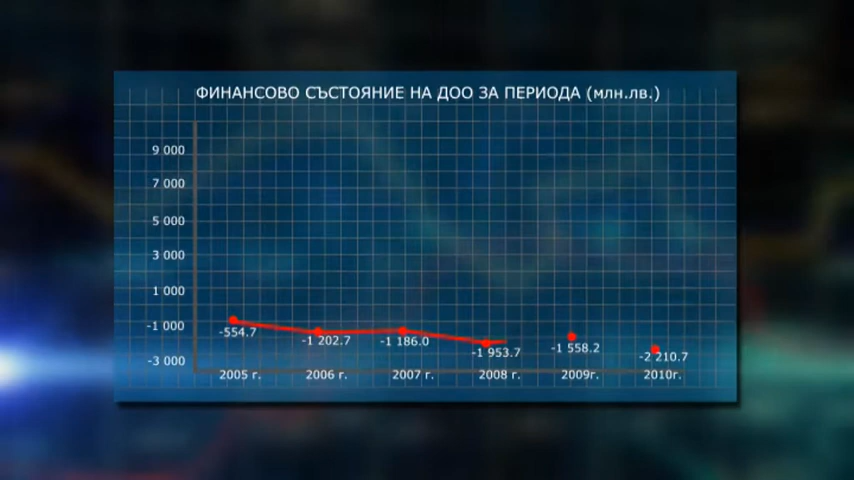 ФИНАНСОВО СЪСТОЯНИЕ НА ДОО ЗА ПЕРИОДА (млн.лв.)
9 000
7 000
5 000
3 000
1 000
-1 000
-3 000
-554.7
-1 202.7
-1 186.0
-1 953.7
-1 558.2
-2 210.7
2005 г.
2006 г.
2007 г.
2008 г.
2009г.
2010г.